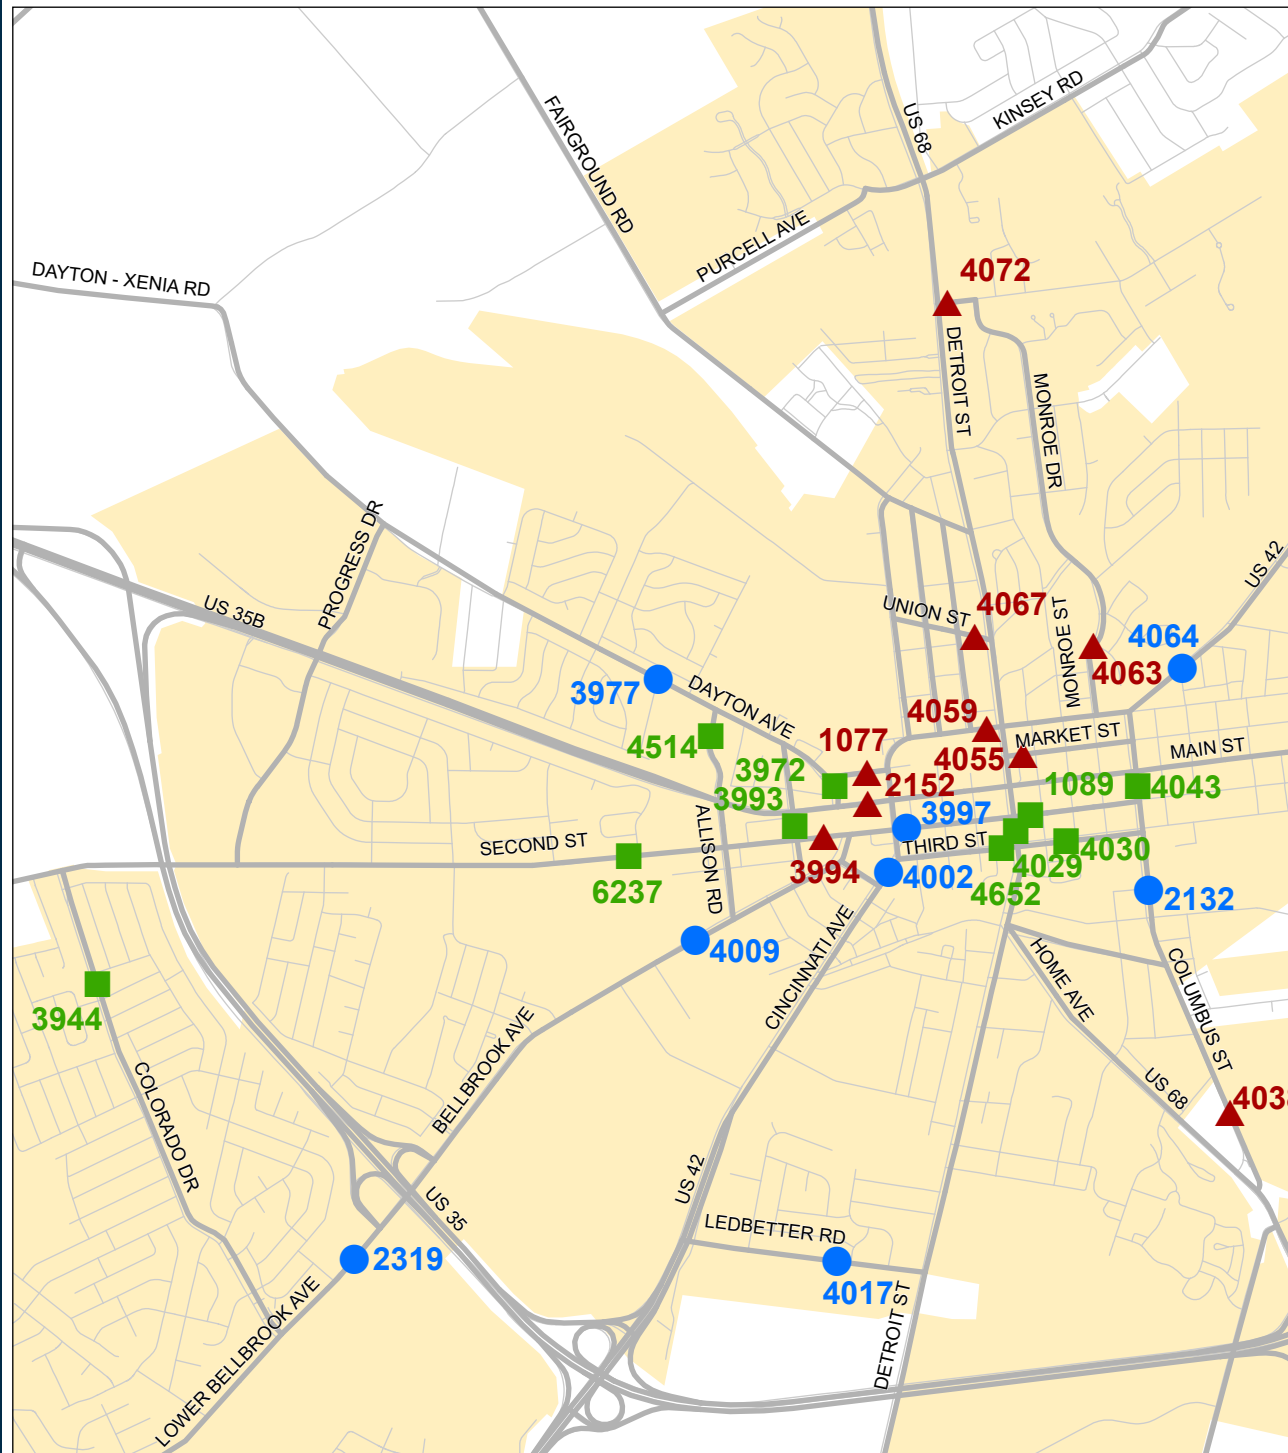 KINSEY RD
US 68
FAIRGROUND RD
PURCELL AVE
4072
DAYTON - XENIA RD
DETROIT ST
MONROE DR
PROGRESS DR
US 42
US 35B
UNION ST
4067
MONROE ST
4064
4063
3977
DAYTON AVE
4059
MARKET ST
MAIN ST
4514
1077
4055
3972
2152
1089
4043
3993
3997
ALLISON RD
SECOND ST
THIRD ST
4030
3994
4029
6237
4002
4652
2132
4009
CINCINNATI AVE
HOME AVE
COLUMBUS ST
3944
BELLBROOK AVE
COLORADO DR
US 68
US 42
US 35
LEDBETTER RD
2319
4017
DETROIT ST
LOWER BELLBROOK AVE